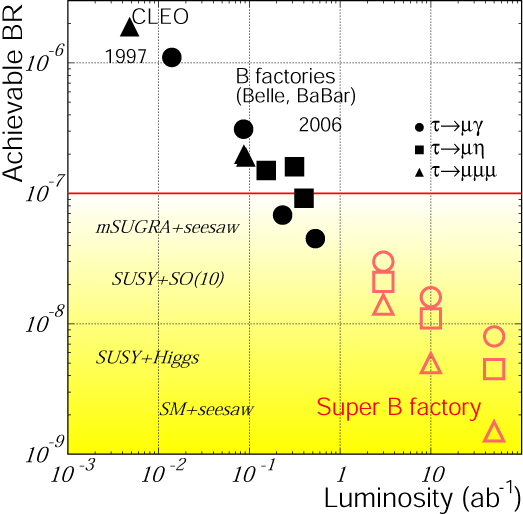 Achievable BR
CLEO
1997
10⁻⁶
B factories
(Belle, BaBar)
2006
τ→μγ
τ→μη
τ→μμμ
10⁻⁷
mSUGRA+seesaw
SUSY+SO(10)
10⁻⁸
SUSY+Higgs
SM+seesaw
Super B factory
10⁻⁹
10⁻³ 10⁻² 10⁻¹ 1 10
Luminosity (ab⁻¹)